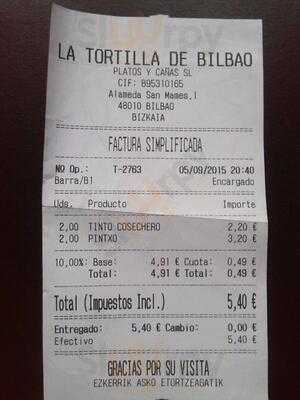 LA TORTILLA DE BILBAO
PLATOS Y CAÑAS SL
CIF: 895310165
Alameda San Mames,1
48010 BILBAO
BIZKAIA
FACTURA SIMPLIFICADA
Nº Op.: T-2763 05/09/2015 20:40
Barra/B1 Encargado
Uds. Producto Importe
2,00 TINTO COSECHERO 2,20 €
2,00 PINTXO 3,20 €
10,00% Base: 4,91 € Cuota: 0,49 €
Total: 4,91 € Total: 0,49 €
Total (Impuestos Incl.) 5,40 €
Entregado: 5,40 € Cambio: 0,00 €
Efectivo 5,40 €
GRACIAS POR SU VISITA
EZKERRIK ASKO ETORTZEAGATIK